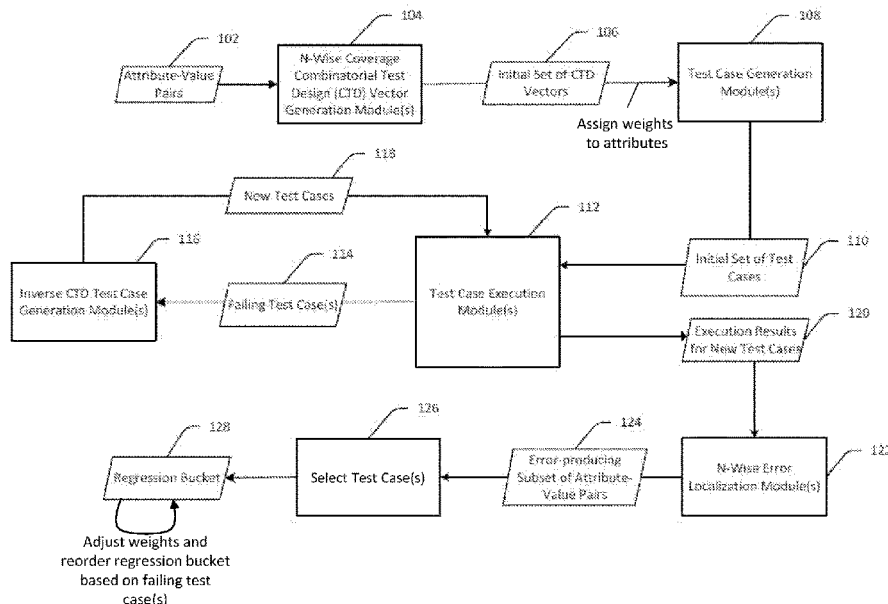 102
Attribute-Value
Pairs
104
N-Wise Coverage
Combinatorial Test
Design (CTD) Vector
Generation Module(s)
106
Initial Set of CTD
Vectors
Assign weights
to attributes
108
Test Case Generation
Module(s)
118
New Test Cases
116
Inverse CTD Test Case
Generation Module(s)
114
Failing Test Case(s)
112
Test Case Execution
Module(s)
110
Initial Set of Test
Cases
120
Execution Results
for New Test Cases
128
Regression Bucket
Adjust weights and
reorder regression bucket
based on failing test
case(s)
126
Select Test Case(s)
124
Error-producing
Subset of Attribute-
Value Pairs
122
N-Wise Error
Localization Module(s)